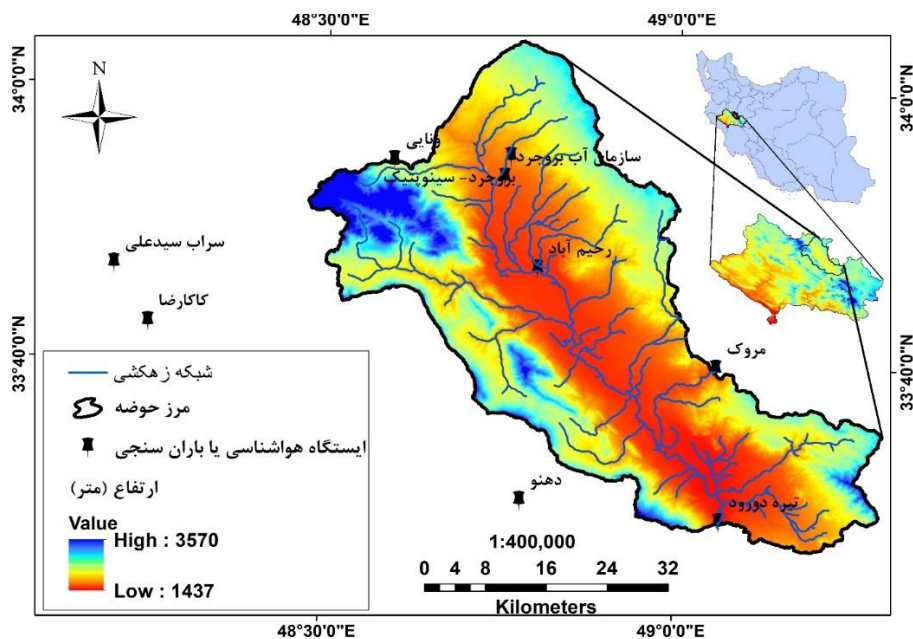 48°30'0"E
49°0'0"E
34°0'0"N
34°0'0"N
N
ونایی
سازمان آب بروجرد
بروجرد- سینوپتیک
سراب سیدعلی
رحیم آباد
کاکارضا
مروک
33°40'0"N
33°40'0"N
شبکه زهکشی
مرز حوضه
ایستگاه هواشناسی یا باران سنجی
ارتفاع (متر)
Value
High : 3570
Low : 1437
دهنو
تیره دورود
1:400,000
0 4 8 16 24 32
Kilometers
48°30'0"E
49°0'0"E